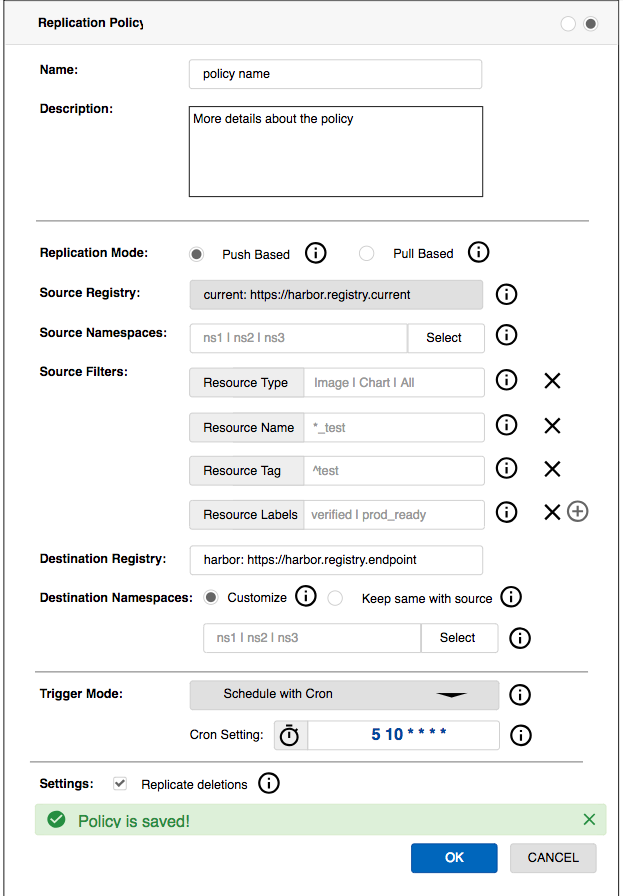 Replication Policy
Name:
policy name
Description:
More details about the policy
Replication Mode:
Push Based
Pull Based
Source Registry:
current: https://harbor.registry.current
Source Namespaces:
ns1 | ns2 | ns3
Select
Source Filters:
Resource Type
Image | Chart | All
Resource Name
*_test
Resource Tag
^test
Resource Labels
verified | prod_ready
Destination Registry:
harbor: https://harbor.registry.endpoint
Destination Namespaces:
Customize
Keep same with source
ns1 | ns2 | ns3
Select
Trigger Mode:
Schedule with Cron
Cron Setting:
5 10 * * * *
Settings:
Replicate deletions
Policy is saved!
OK
CANCEL